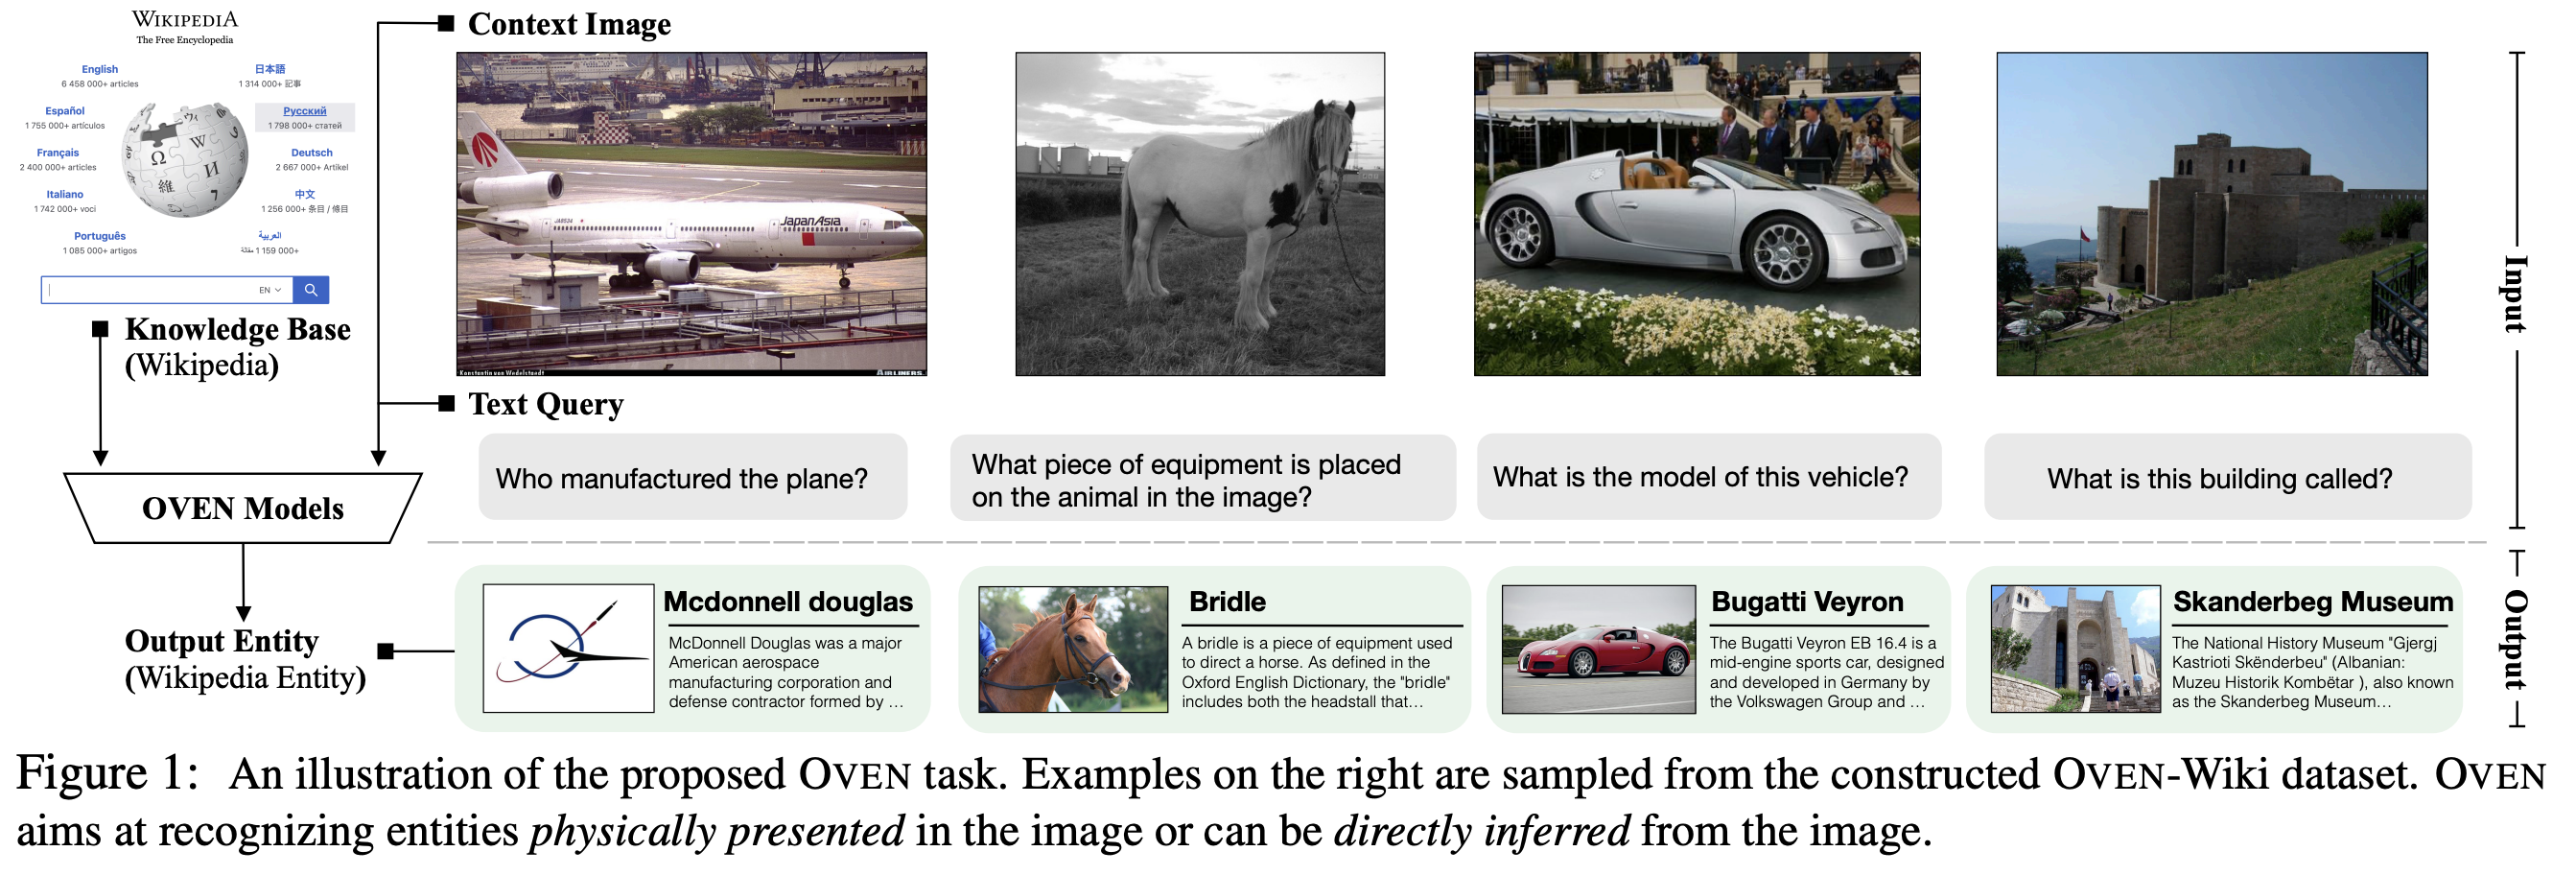 WIKIPEDIA
The Free Encyclopedia
English
6 458 000+ articles
日本語
1 314 000+ 記事
Español
1 755 000+ artículos
Русский
1 798 000+ статей
Français
2 400 000+ articles
Deutsch
2 667 000+ Artikel
Italiano
1 742 000+ voci
中文
1 256 000+ 条目 / 條目
Português
1 085 000+ artigos
العربية
1 159 000+ مقالة
EN
Knowledge Base
(Wikipedia)
OVEN Models
Output Entity
(Wikipedia Entity)
Context Image
JA8534
JapanAsia
Konstantin von Wedelstaedt
AIRLINERS.
Text Query
Who manufactured the plane?
What piece of equipment is placed
on the animal in the image?
What is the model of this vehicle?
What is this building called?
Input
Output
Mcdonnell douglas
McDonnell Douglas was a major
American aerospace
manufacturing corporation and
defense contractor formed by ...
Bridle
A bridle is a piece of equipment used
to direct a horse. As defined in the
Oxford English Dictionary, the "bridle"
includes both the headstall that...
Bugatti Veyron
The Bugatti Veyron EB 16.4 is a
mid-engine sports car, designed
and developed in Germany by
the Volkswagen Group and ...
Skanderbeg Museum
The National History Museum "Gjergj
Kastrioti Skënderbeu" (Albanian:
Muzeu Historik Kombëtar ), also known
as the Skanderbeg Museum...
Figure 1: An illustration of the proposed OVEN task. Examples on the right are sampled from the constructed OVEN-Wiki dataset. OVEN
aims at recognizing entities physically presented in the image or can be directly inferred from the image.